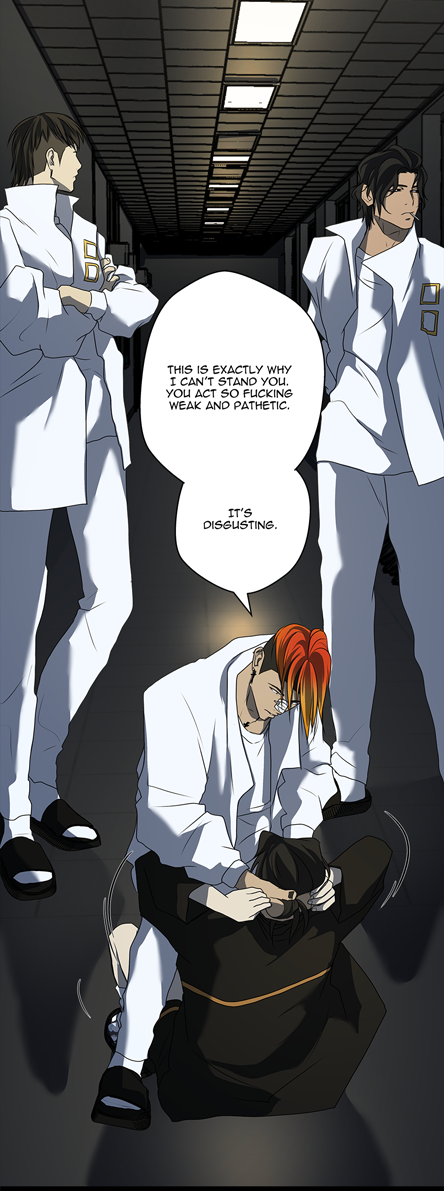 THIS IS EXACTLY WHY
I CAN'T STAND YOU.
YOU ACT SO FUCKING
WEAK AND PATHETIC.
IT'S
DISGUSTING.